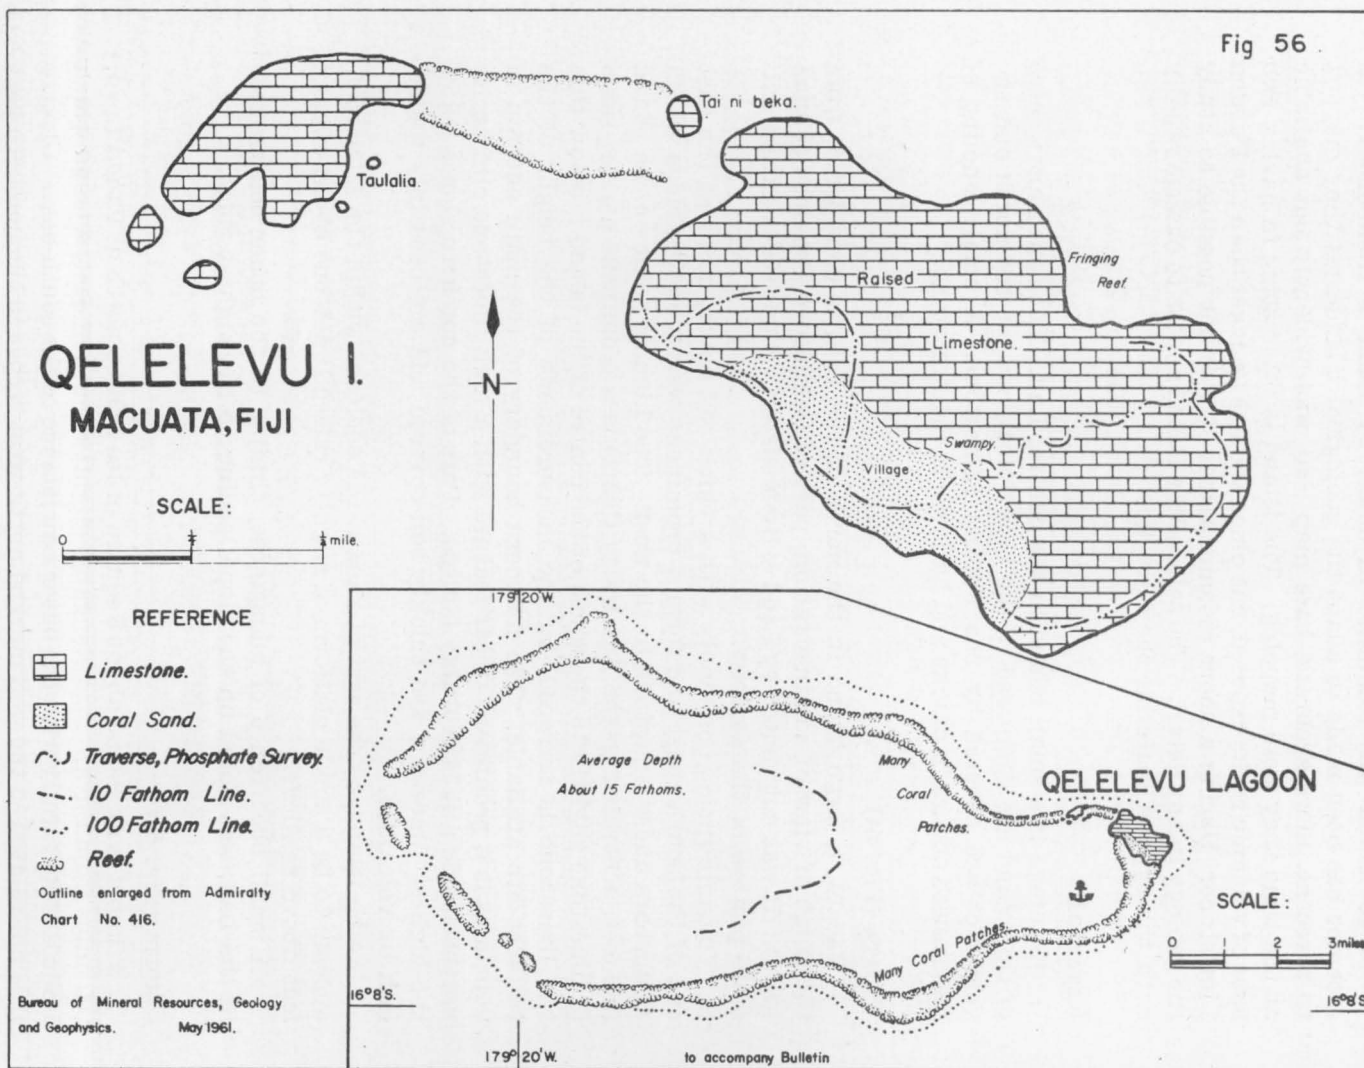 Fig 56
Tai ni beka.
Taulalia.
Fringing
Reef.
Raised
Limestone.
Swampy.
Village
QELELEVU I.
MACUATA, FIJI
N
SCALE:
0 mile.
REFERENCE
Limestone.
Coral Sand.
Traverse, Phosphate Survey.
10 Fathom Line.
100 Fathom Line.
Reef.
Outline enlarged from Admiralty
Chart No. 416.
Bureau of Mineral Resources, Geology
and Geophysics. May 1961.
179° 20'W.
Average Depth
About 15 Fathoms.
Many
Coral
Patches.
QELELEVU LAGOON
Many Coral Patches
SCALE:
0 1 2 3 miles
16°8'S.
16°8'S
179° 20' W.
to accompany Bulletin